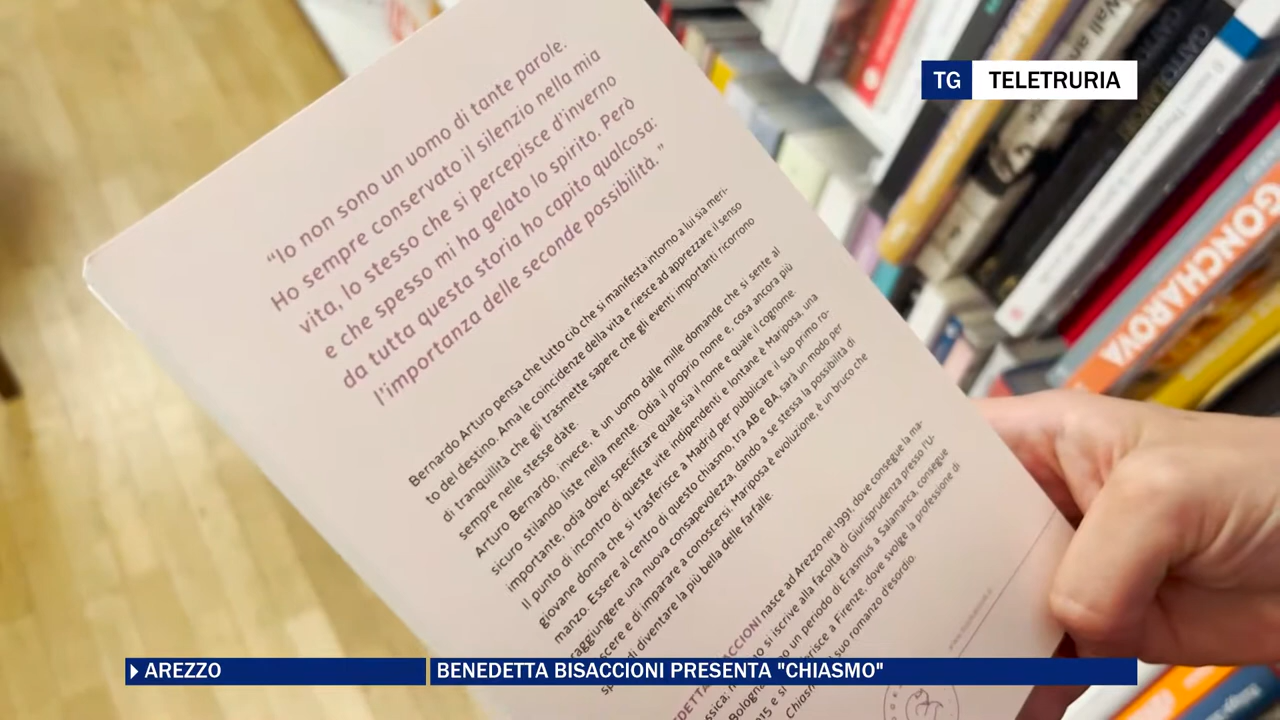 TG TELETRURIA
“Io non sono un uomo di tante parole.
Ho sempre conservato il silenzio nella mia
vita, lo stesso che si percepisce d’inverno
e che spesso mi ha gelato lo spirito. Però
da tutta questa storia ho capito qualcosa:
l’importanza delle seconde possibilità.”
Bernardo Arturo pensa che tutto ciò che si manifesta intorno a lui sia meri-
to del destino. Ama le coincidenze della vita e riesce ad apprezzare il senso
di tranquillità che gli trasmette sapere che gli eventi importanti ricorrono
sempre nelle stesse date.
Arturo Bernardo, invece, è un uomo dalle mille domande che si sente al
sicuro stilando liste nella mente. Odia il proprio nome e, cosa ancora più
importante, odia dover specificare quale sia il nome e quale il cognome.
Il punto di incontro di queste vite indipendenti e lontane è Mariposa, una
giovane donna che si trasferisce a Madrid per pubblicare il suo primo ro-
manzo. Essere al centro di questo chiasmo, tra AB e BA, sarà un modo per
raggiungere una nuova consapevolezza, dando a se stessa la possibilità di
ccere e di imparare a conoscersi. Mariposa è evoluzione, è un bruco che
di diventare la più bella delle farfalle.
ACCIONI nasce ad Arezzo nel 1991, dove consegue la ma-
si iscrive alla facoltà di Giurisprudenza presso l’U-
Bologna un periodo di Erasmus a Salamanca, consegue
isce a Firenze, dove svolge la professione di
Chiasmo suo romanzo d’esordio.
GONCHAROVA
AREZZO
BENEDETTA BISACCIONI PRESENTA "CHIASMO"